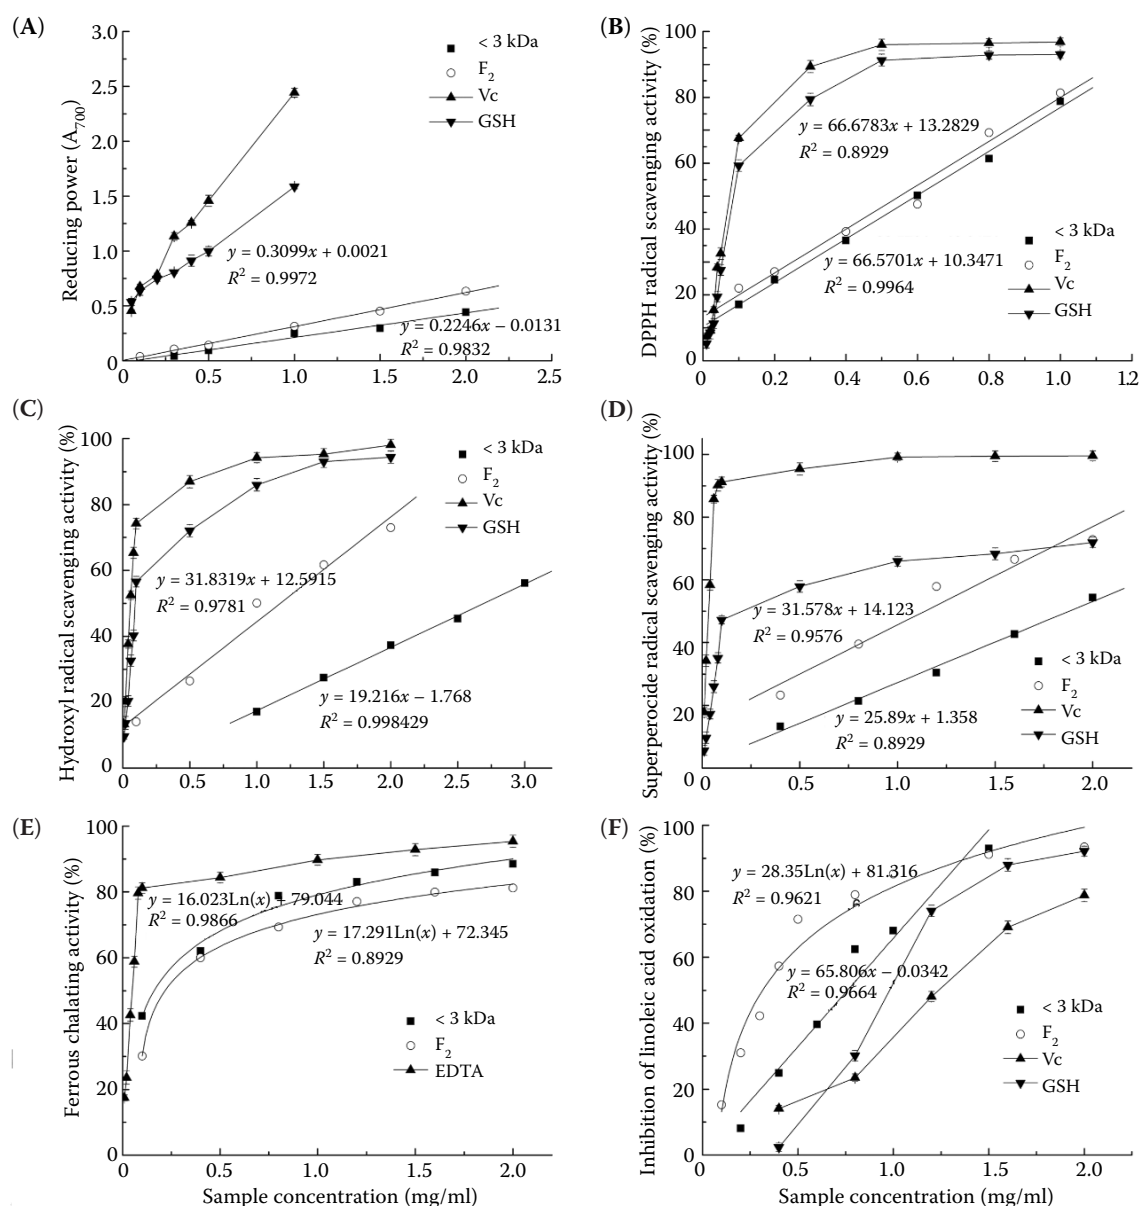 (A)
Reducing power (A700)
3.0
2.5
2.0
1.5
1.0
0.5
0
0 0.5 1.0 1.5 2.0 2.5
< 3 kDa
F2
Vc
GSH
y = 0.3099x + 0.0021
R2 = 0.9972
y = 0.2246x – 0.0131
R2 = 0.9832
(B)
DPPH radical scavenging activity (%)
100
80
60
40
20
0
0 0.2 0.4 0.6 0.8 1.0 1.2
y = 66.6783x + 13.2829
R2 = 0.8929
< 3 kDa
F2
Vc
GSH
y = 66.5701x + 10.3471
R2 = 0.9964
(C)
Hydroxyl radical scavenging activity (%)
100
80
60
40
20
0
0 0.5 1.0 1.5 2.0 2.5 3.0
< 3 kDa
F2
Vc
GSH
y = 31.8319x + 12.5915
R2 = 0.9781
y = 19.216x – 1.768
R2 = 0.998429
(D)
Superperocide radical scavenging activity (%)
100
80
60
40
20
0
0 0.5 1.0 1.5 2.0
y = 31.578x + 14.123
R2 = 0.9576
< 3 kDa
F2
Vc
GSH
y = 25.89x + 1.358
R2 = 0.8929
(E)
Ferrous chalating activity (%)
100
80
60
40
20
0
0 0.5 1.0 1.5 2.0
Sample concentration (mg/ml)
y = 16.023Ln(x) + 79.044
R2 = 0.9866
y = 17.291Ln(x) + 72.345
R2 = 0.8929
< 3 kDa
F2
EDTA
(F)
Inhibition of linoleic acid oxidation (%)
100
80
60
40
20
0
0 0.5 1.0 1.5 2.0
Sample concentration (mg/ml)
y = 28.35Ln(x) + 81.316
R2 = 0.9621
y = 65.806x – 0.0342
R2 = 0.9664
< 3 kDa
F2
Vc
GSH